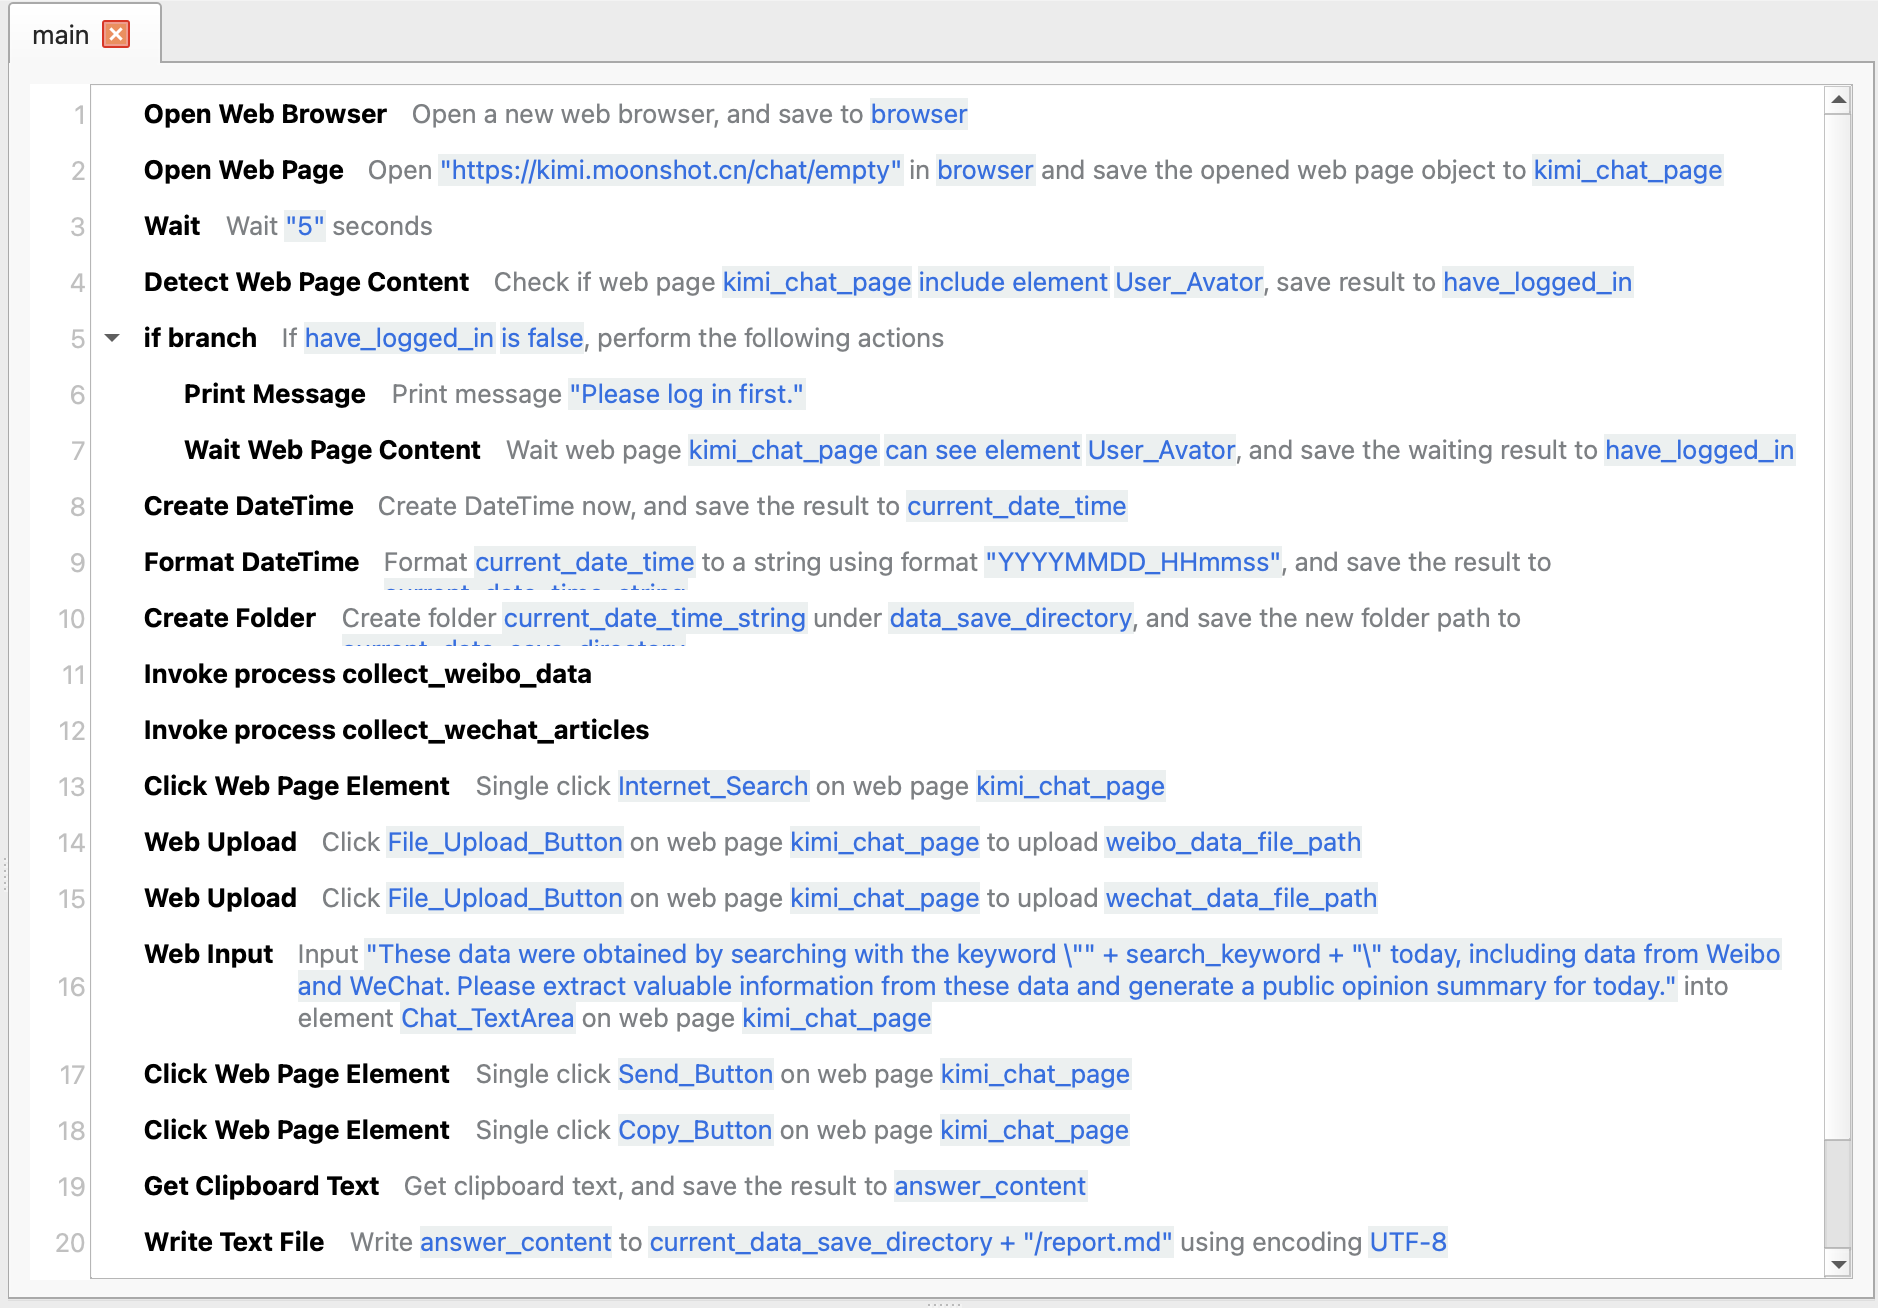 main
1 Open Web Browser Open a new web browser, and save to browser
2 Open Web Page Open "https://kimi.moonshot.cn/chat/empty" in browser and save the opened web page object to kimi_chat_page
3 Wait Wait "5" seconds
4 Detect Web Page Content Check if web page kimi_chat_page include element User_Avator, save result to have_logged_in
5 if branch If have_logged_in is false, perform the following actions
6 Print Message Print message "Please log in first."
7 Wait Web Page Content Wait web page kimi_chat_page can see element User_Avator, and save the waiting result to have_logged_in
8 Create DateTime Create DateTime now, and save the result to current_date_time
9 Format DateTime Format current_date_time to a string using format "YYYYMMDD_HHmmss", and save the result to
current_date_time_string
10 Create Folder Create folder current_date_time_string under data_save_directory, and save the new folder path to
current_data_save_directory
11 Invoke process collect_weibo_data
12 Invoke process collect_wechat_articles
13 Click Web Page Element Single click Internet_Search on web page kimi_chat_page
14 Web Upload Click File_Upload_Button on web page kimi_chat_page to upload weibo_data_file_path
15 Web Upload Click File_Upload_Button on web page kimi_chat_page to upload wechat_data_file_path
Web Input Input "These data were obtained by searching with the keyword \"" + search_keyword + "\" today, including data from Weibo
16 and WeChat. Please extract valuable information from these data and generate a public opinion summary for today." into
element Chat_TextArea on web page kimi_chat_page
17 Click Web Page Element Single click Send_Button on web page kimi_chat_page
18 Click Web Page Element Single click Copy_Button on web page kimi_chat_page
19 Get Clipboard Text Get clipboard text, and save the result to answer_content
20 Write Text File Write answer_content to current_data_save_directory + "/report.md" using encoding UTF-8